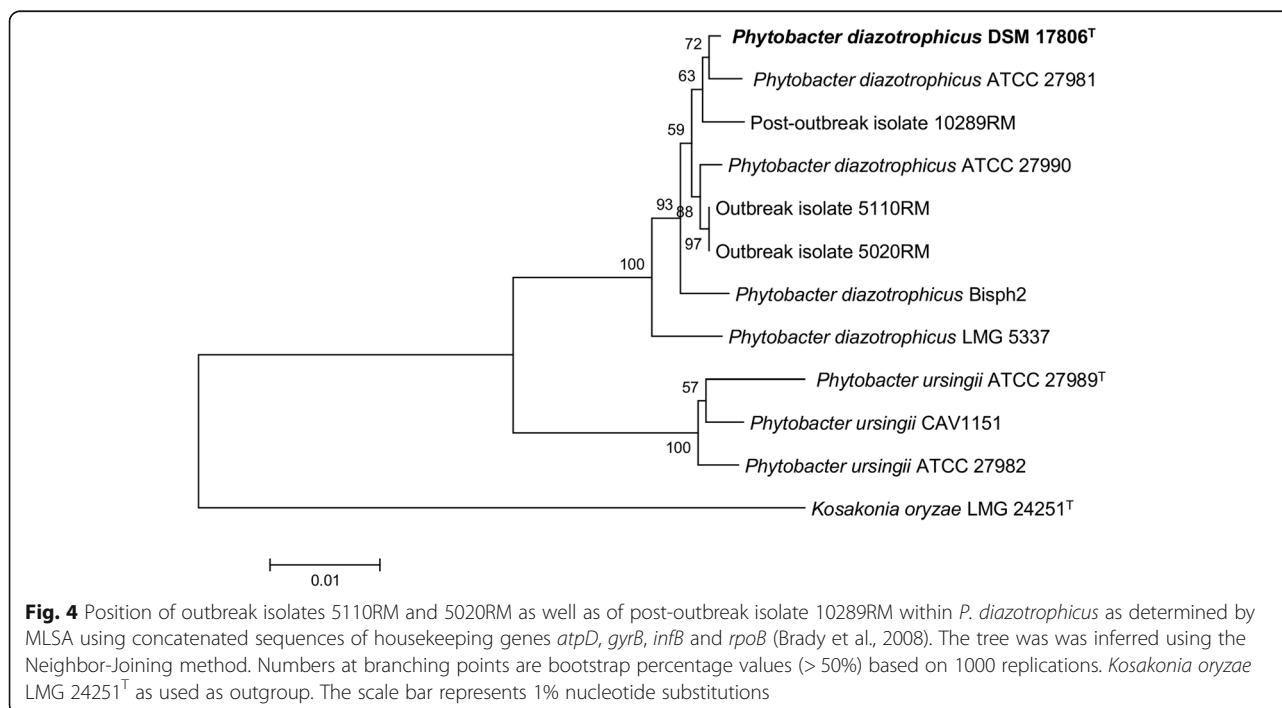 72
Phytobacter diazotrophicus DSM 17806ᵀ
63
Phytobacter diazotrophicus ATCC 27981
Post-outbreak isolate 10289RM
59
Phytobacter diazotrophicus ATCC 27990
93
88
Outbreak isolate 5110RM
97
Outbreak isolate 5020RM
100
Phytobacter diazotrophicus Bisph2
Phytobacter diazotrophicus LMG 5337
57
Phytobacter ursingii ATCC 27989ᵀ
Phytobacter ursingii CAV1151
100
Phytobacter ursingii ATCC 27982
Kosakonia oryzae LMG 24251ᵀ
0.01
Fig. 4 Position of outbreak isolates 5110RM and 5020RM as well as of post-outbreak isolate 10289RM within P. diazotrophicus as determined by
MLSA using concatenated sequences of housekeeping genes atpD, gyrB, infB and rpoB (Brady et al., 2008). The tree was was inferred using the
Neighbor-Joining method. Numbers at branching points are bootstrap percentage values (> 50%) based on 1000 replications. Kosakonia oryzae
LMG 24251ᵀ as used as outgroup. The scale bar represents 1% nucleotide substitutions